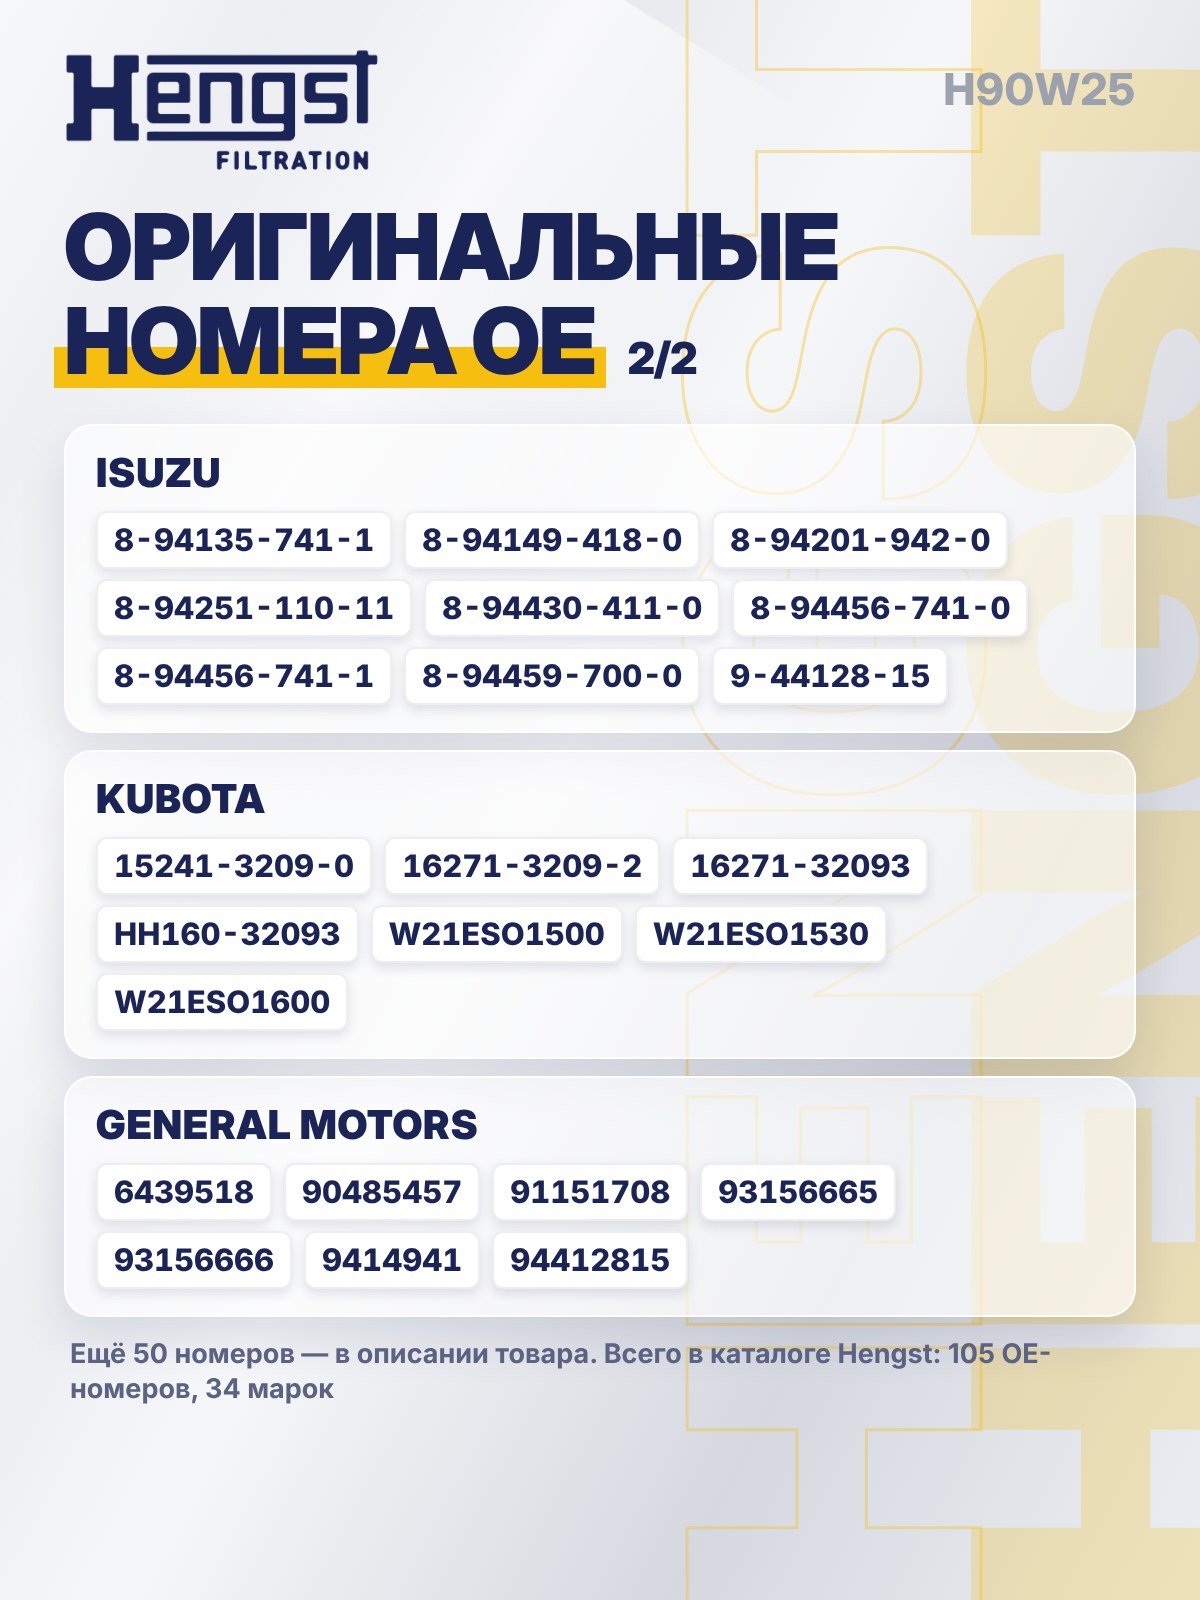 Hengst
FILTRATION
H90W25
ОРИГИНАЛЬНЫЕ
НОМЕРА OE 2/2
ISUZU
8-94135-741-1 8-94149-418-0 8-94201-942-0
8-94251-110-11 8-94430-411-0 8-94456-741-0
8-94456-741-1 8-94459-700-0 9-44128-15
KUBOTA
15241-3209-0 16271-3209-2 16271-32093
HH160-32093 W21ESO1500 W21ESO1530
W21ESO1600
GENERAL MOTORS
6439518 90485457 91151708 93156665
93156666 9414941 94412815
Ещё 50 номеров — в описании товара. Всего в каталоге Hengst: 105 OE-
номеров, 34 марок
HENGST
HENGST